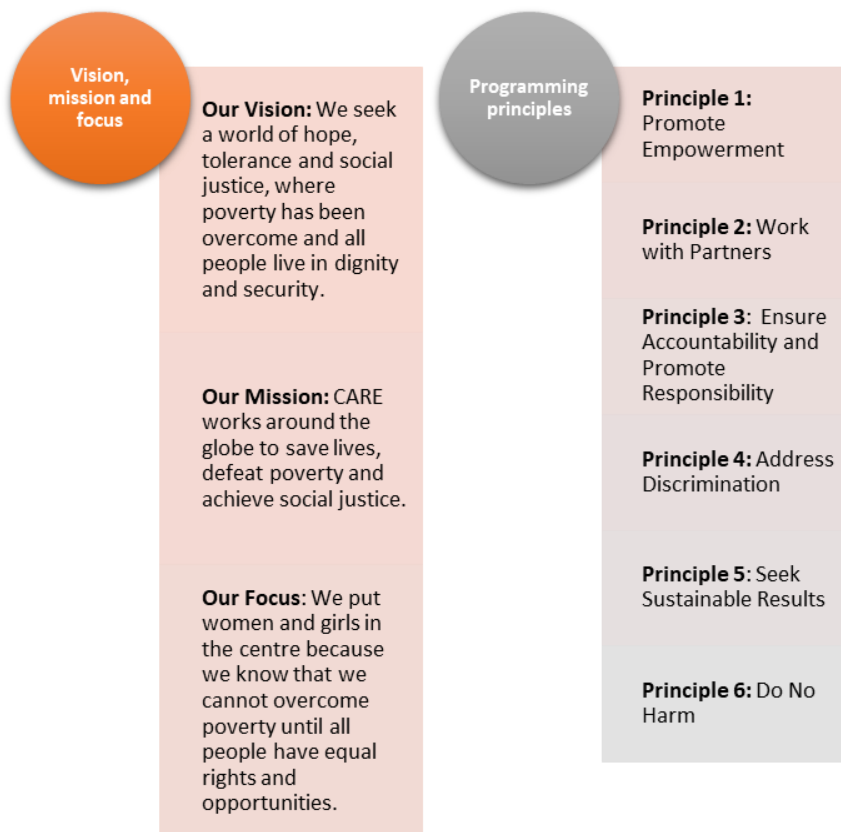 Vision,
mission and
focus
Our Vision: We seek
a world of hope,
tolerance and social
justice, where
poverty has been
overcome and all
people live in dignity
and security.
Our Mission: CARE
works around the
globe to save lives,
defeat poverty and
achieve social justice.
Our Focus: We put
women and girls in
the centre because
we know that we
cannot overcome
poverty until all
people have equal
rights and
opportunities.
Programming
principles
Principle 1:
Promote
Empowerment
Principle 2: Work
with Partners
Principle 3: Ensure
Accountability and
Promote
Responsibility
Principle 4: Address
Discrimination
Principle 5: Seek
Sustainable Results
Principle 6: Do No
Harm